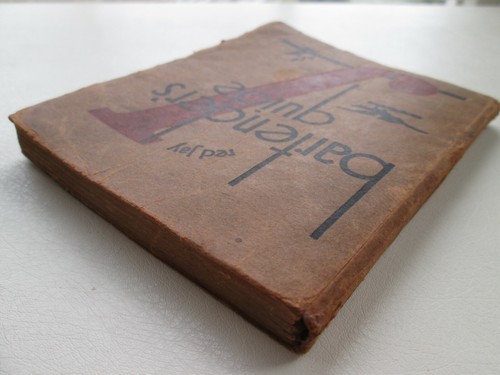 red jay
bartender's
guide